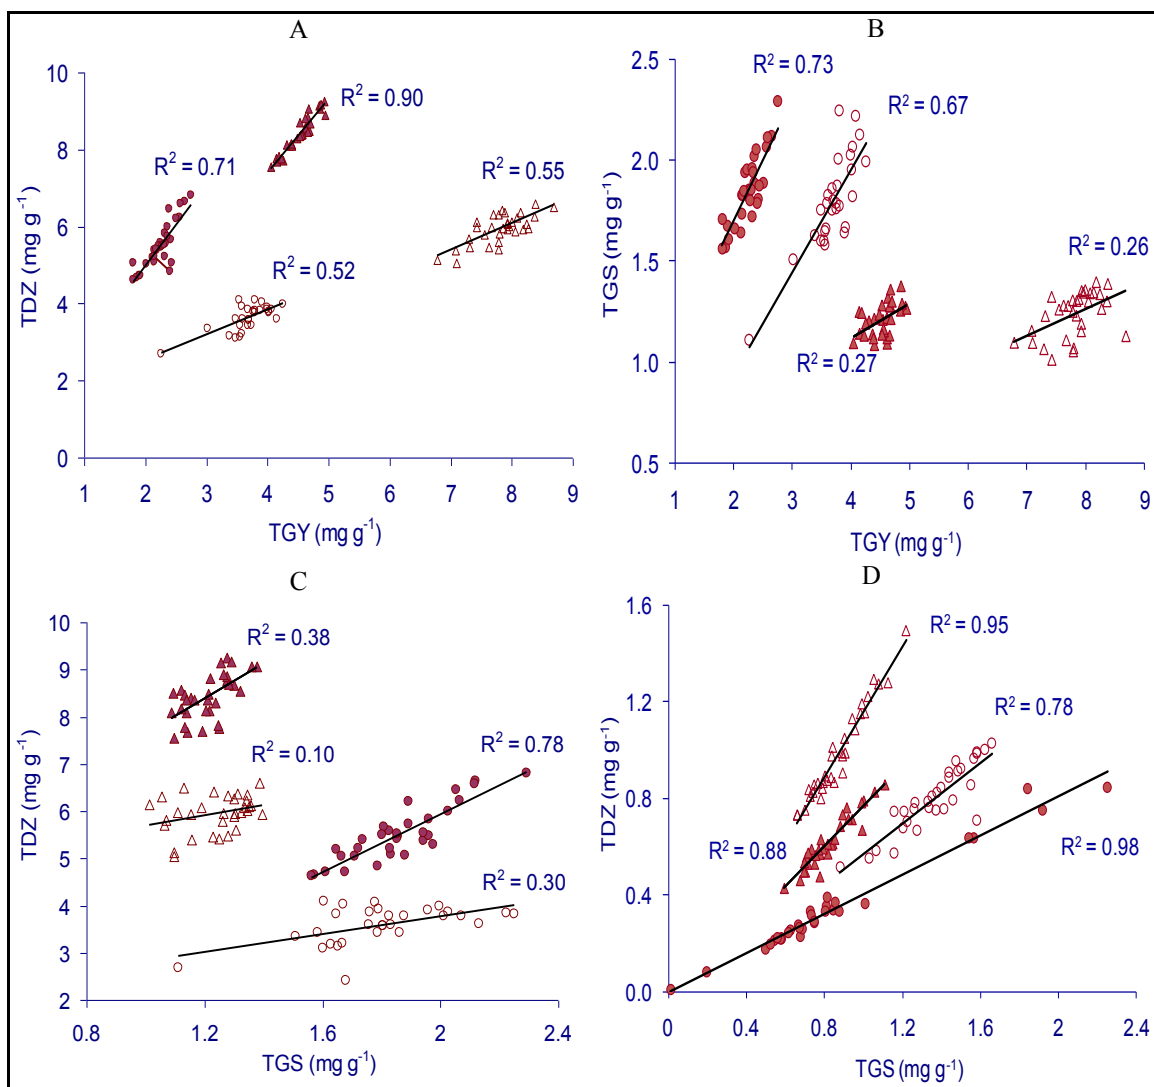 A
B
10
8
6
4
2
0
TDZ (mg g-1)
R2 = 0.90
R2 = 0.71
R2 = 0.55
R2 = 0.52
1 2 3 4 5 6 7 8 9
TGY (mg g-1)
2.5
2.0
1.5
1.0
0.5
TGS (mg g-1)
R2 = 0.73
R2 = 0.67
R2 = 0.26
R2 = 0.27
1 2 3 4 5 6 7 8 9
TGY (mg g-1)
C
D
10
9
8
7
6
5
4
3
2
TDZ (mg g-1)
R2 = 0.38
R2 = 0.10
R2 = 0.78
R2 = 0.30
0.8 1.2 1.6 2 2.4
TGS (mg g-1)
1.6
1.2
0.8
0.4
0.0
TDZ (mg g-1)
R2 = 0.95
R2 = 0.78
R2 = 0.88
R2 = 0.98
0 0.4 0.8 1.2 1.6 2 2.4
TGS (mg g-1)